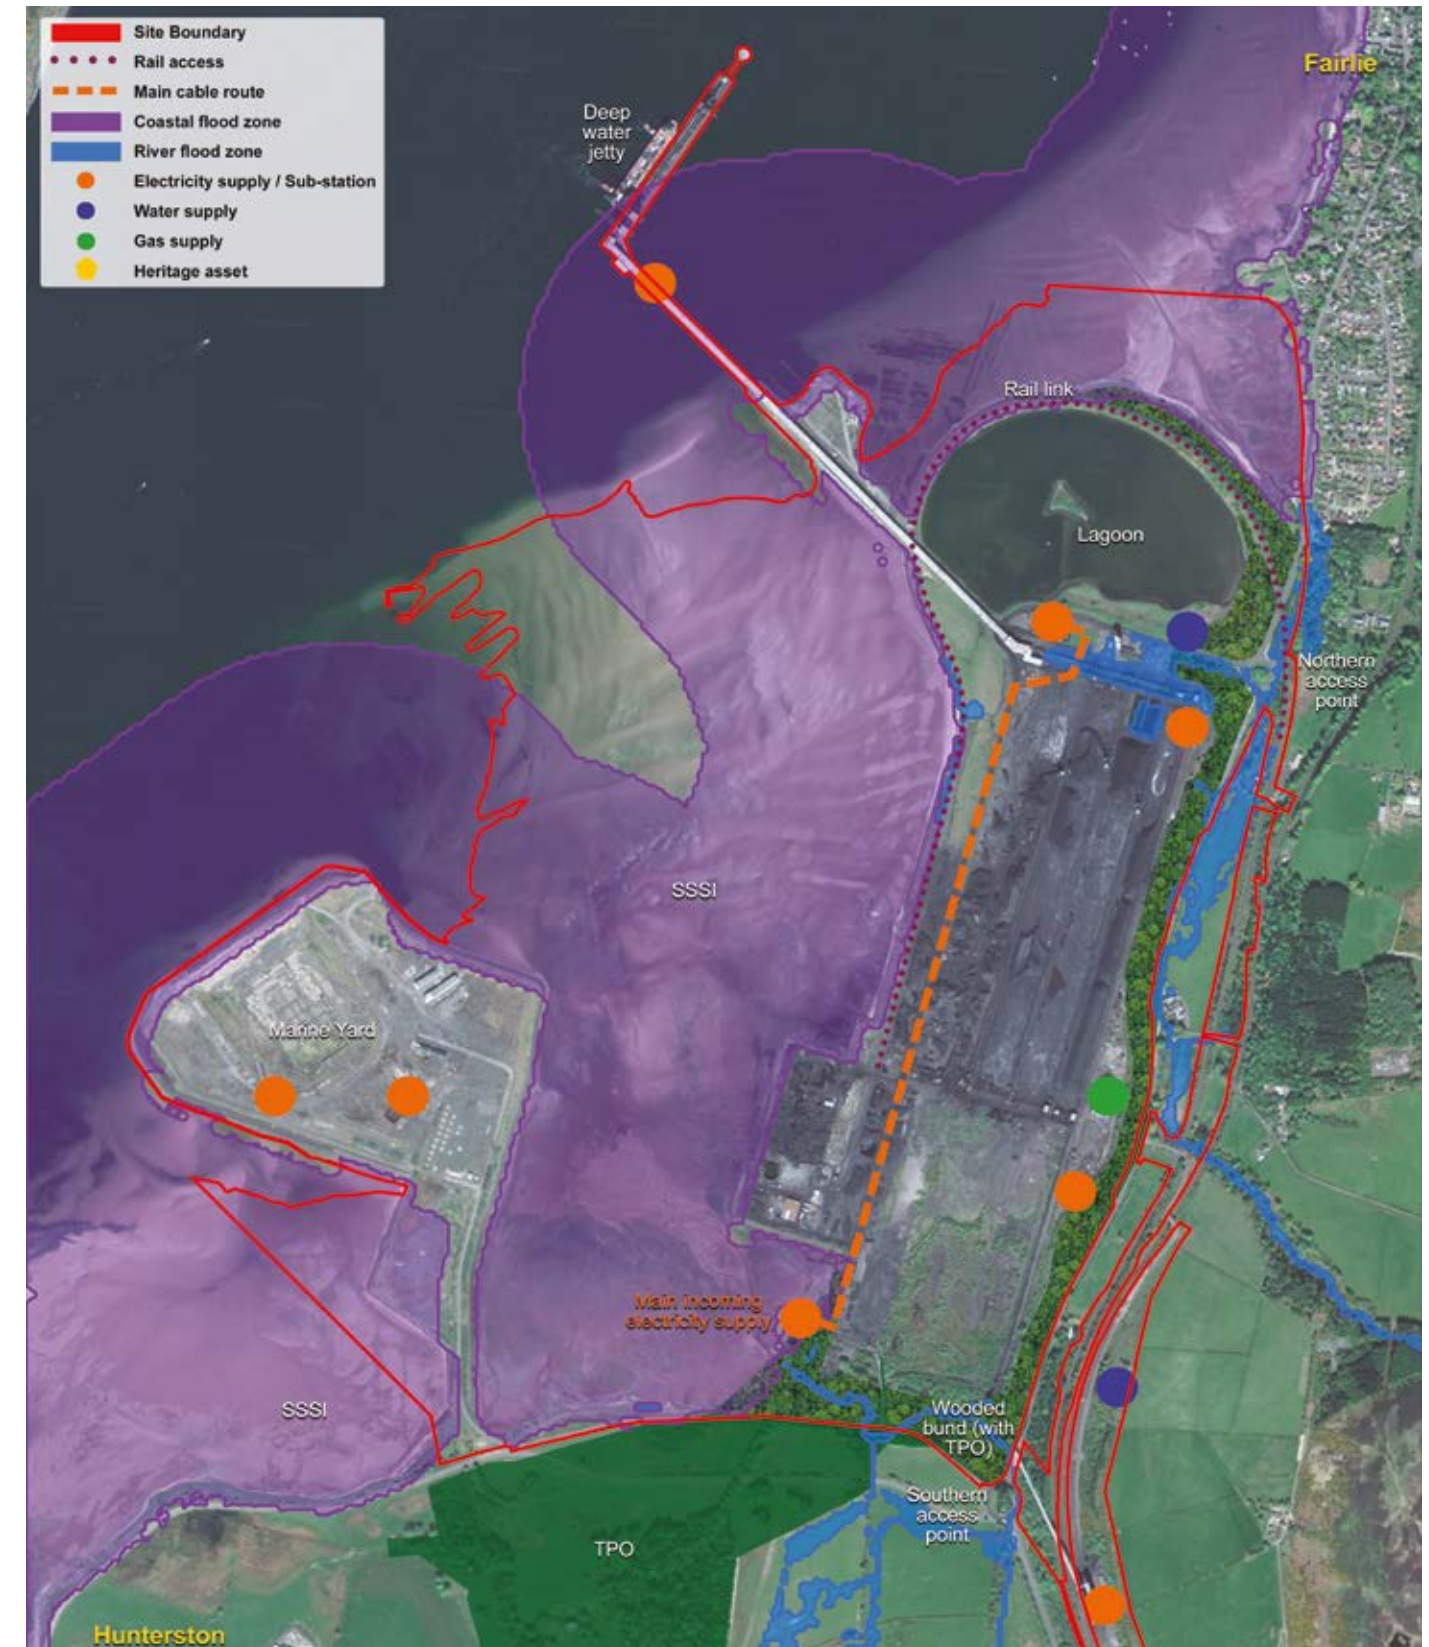 Site Boundary
Rail access
Main cable route
Coastal flood zone
River flood zone
Electricity supply / Sub-station
Water supply
Gas supply
Heritage asset
Fairlie
Deep
water
jetty
Rail link
Lagoon
Northern
access
point
SSSI
Marine Yard
Main incoming
electricity supply
SSSI
Wooded
bund (with
TPO)
Southern
access
point
TPO
Hunterston